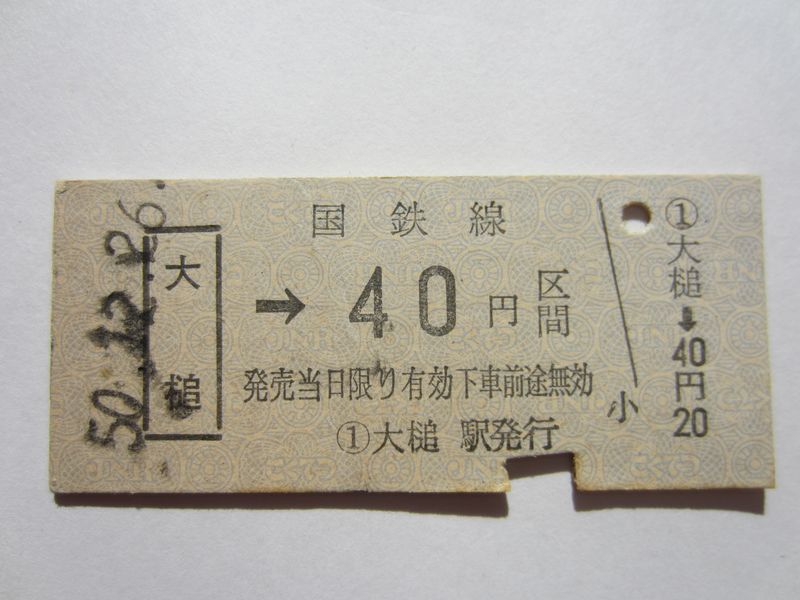 50.12.26.
大槌
国鉄線
→ 40円区間
発売当日限り有効下車前途無効
①大槌 駅発行
小
①大槌➡40円20